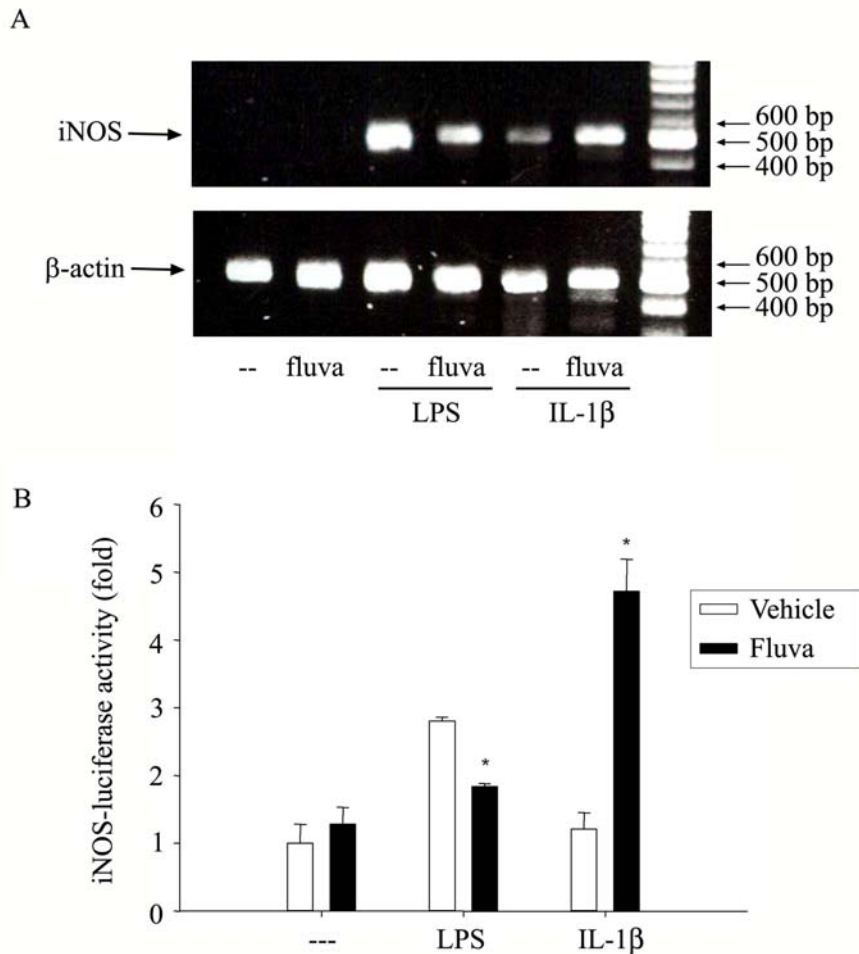 A
iNOS
600 bp
500 bp
400 bp
β-actin
600 bp
500 bp
400 bp
-- fluva -- fluva -- fluva
LPS IL-1β
B
iNOS-luciferase activity (fold)
6
5
4
3
2
1
0
*
*
Vehicle
Fluva
--- LPS IL-1β